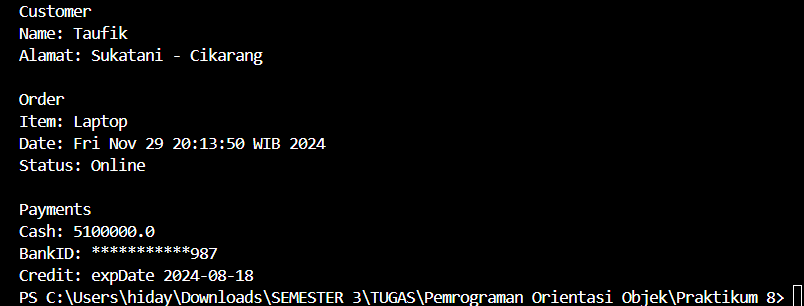 Customer
Name: Taufik
Alamat: Sukatani - Cikarang
Order
Item: Laptop
Date: Fri Nov 29 20:13:50 WIB 2024
Status: Online
Payments
Cash: 5100000.0
BankID: ***********987
Credit: expDate 2024-08-18
PS C:\Users\hiday\Downloads\SEMESTER 3\TUGAS\Pemrograman Orientasi Objek\Praktikum 8>